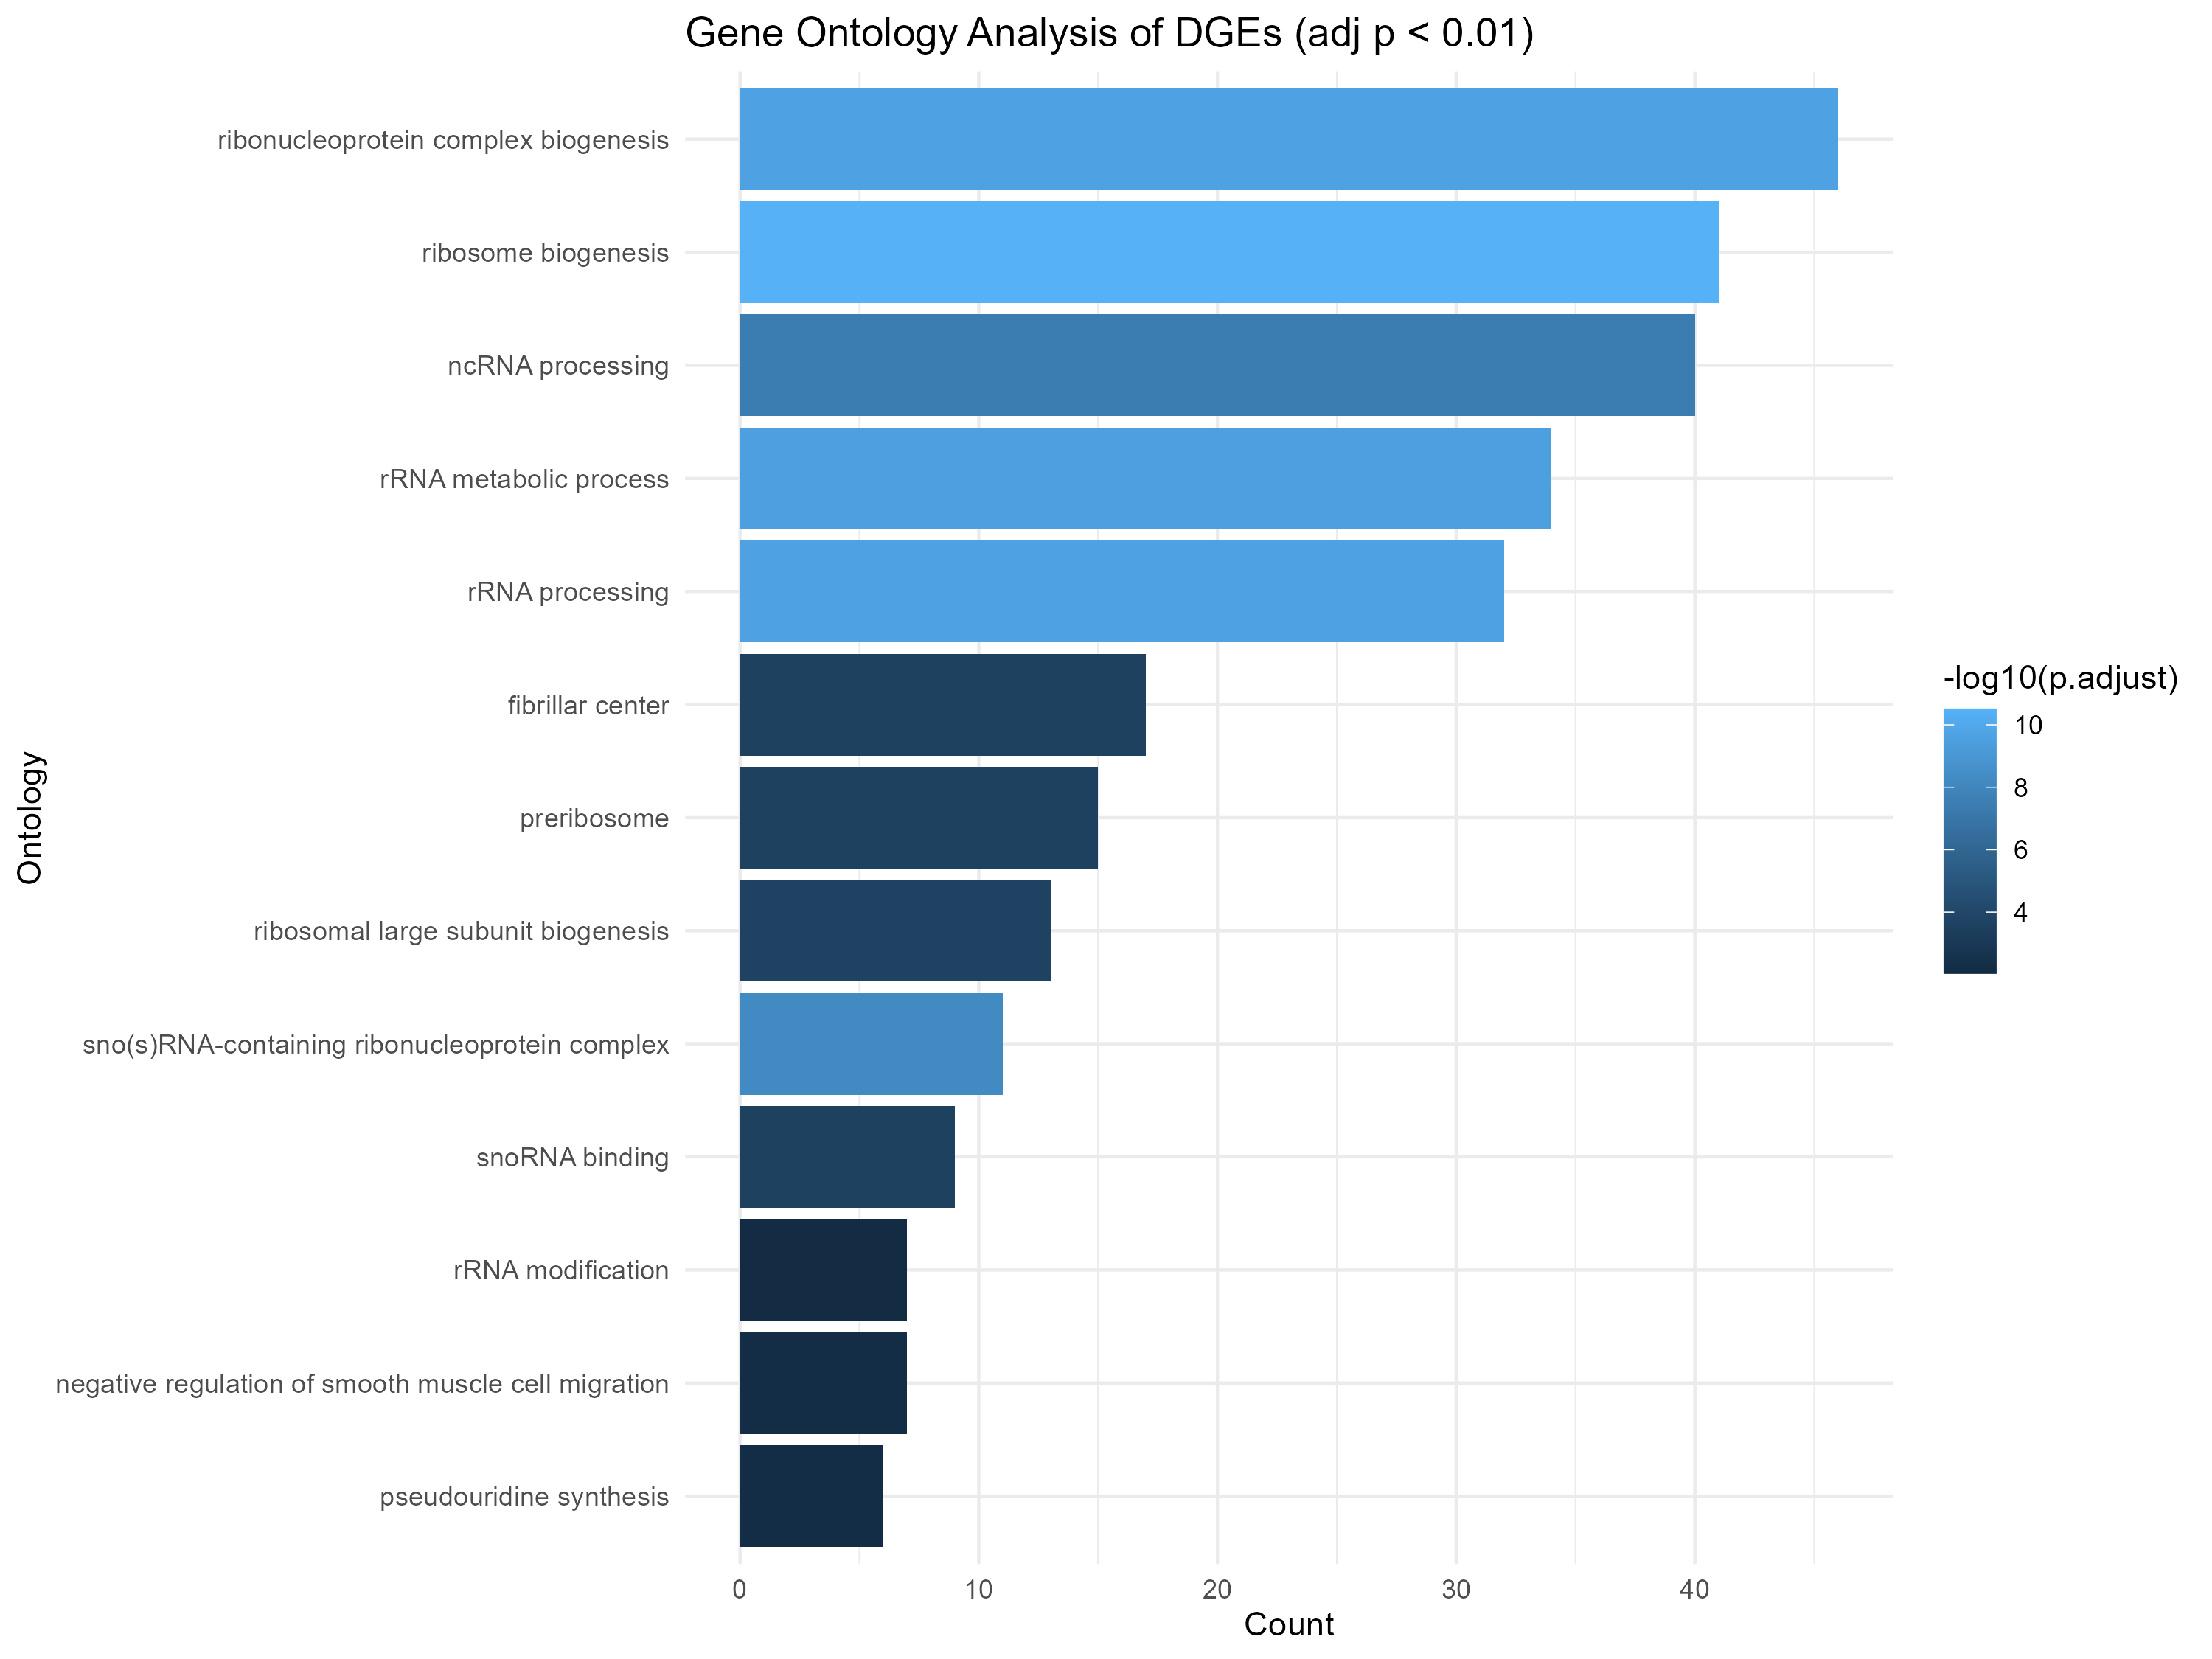 Gene Ontology Analysis of DGEs (adj p < 0.01)
ribonucleoprotein complex biogenesis
ribosome biogenesis
ncRNA processing
rRNA metabolic process
rRNA processing
fibrillar center
preribosome
ribosomal large subunit biogenesis
sno(s)RNA-containing ribonucleoprotein complex
snoRNA binding
rRNA modification
negative regulation of smooth muscle cell migration
pseudouridine synthesis
Ontology
0 10 20 30 40
Count
-log10(p.adjust)
10
8
6
4